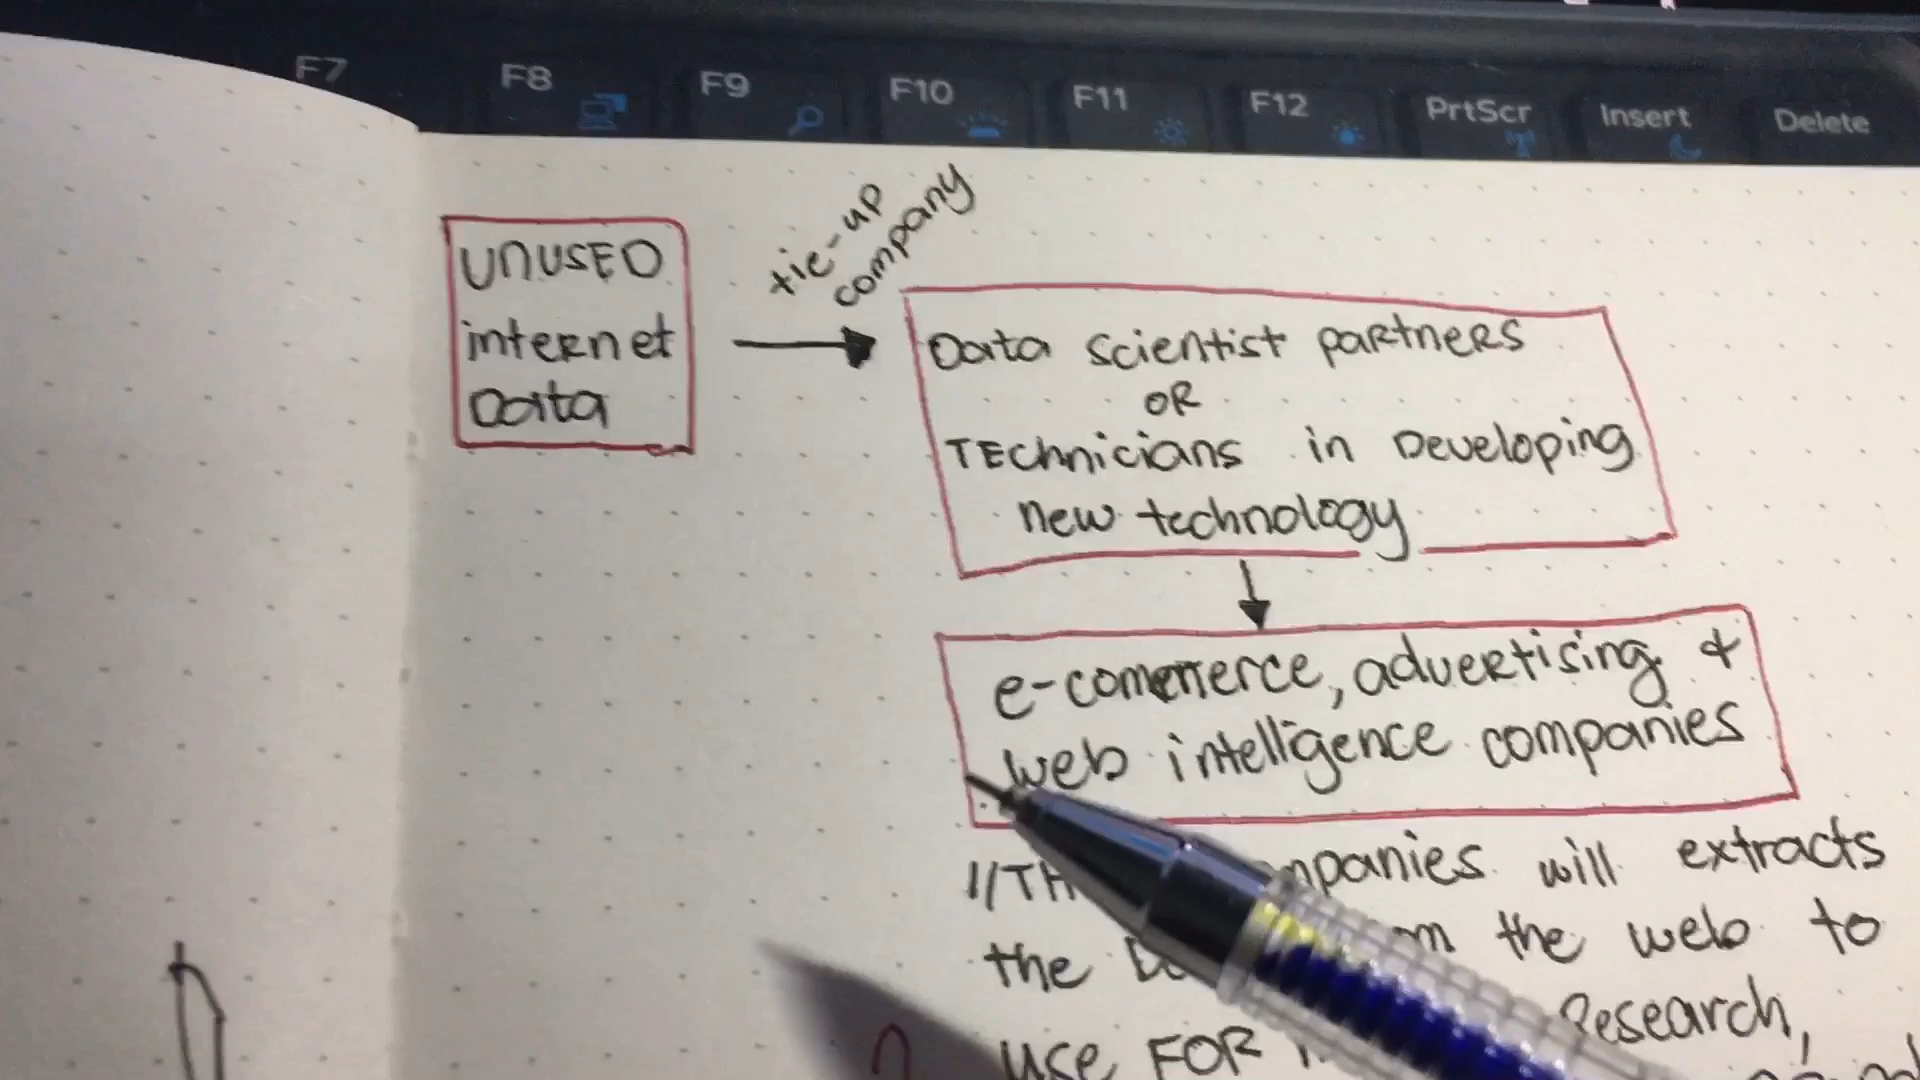 F7 F8 F9 F10 F11 F12 PrtScr Insert Delete
tie-up
company
UNUSED
internet
Data
Data scientist partners
OR
Technicians in Developing
new technology
e-commerce, advertising &
web intelligence companies
// will extracts
the the web to
use FOR Research,